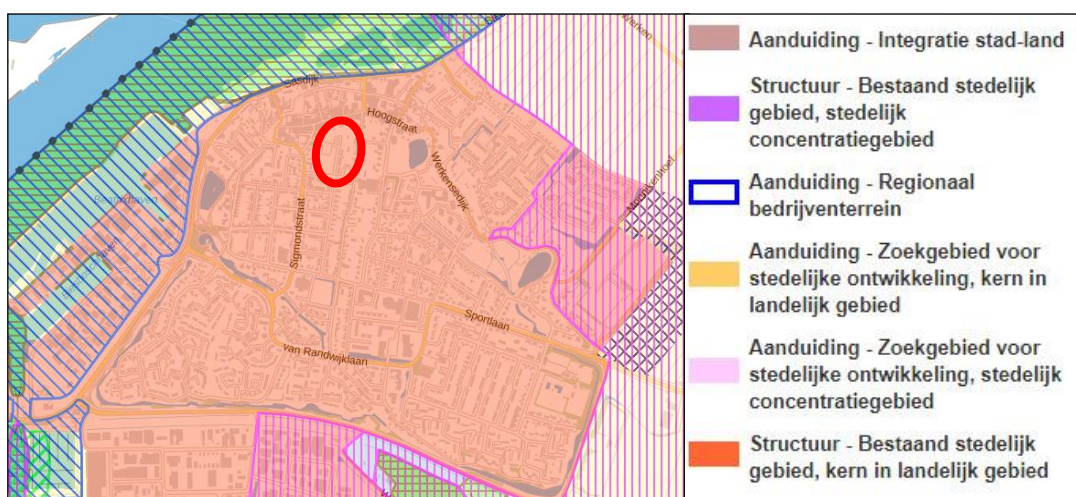 Sasdijk
Hoogstraat
Werken
Werkensedijk
Sigmondstraat
Sportlaan
van Randwijklaan
Aanduiding - Integratie stad-land
Structuur - Bestaand stedelijk
gebied, stedelijk
concentratiegebied
Aanduiding - Regionaal
bedrijventerrein
Aanduiding - Zoekgebied voor
stedelijke ontwikkeling, kern in
landelijk gebied
Aanduiding - Zoekgebied voor
stedelijke ontwikkeling, stedelijk
concentratiegebied
Structuur - Bestaand stedelijk
gebied, kern in landelijk gebied